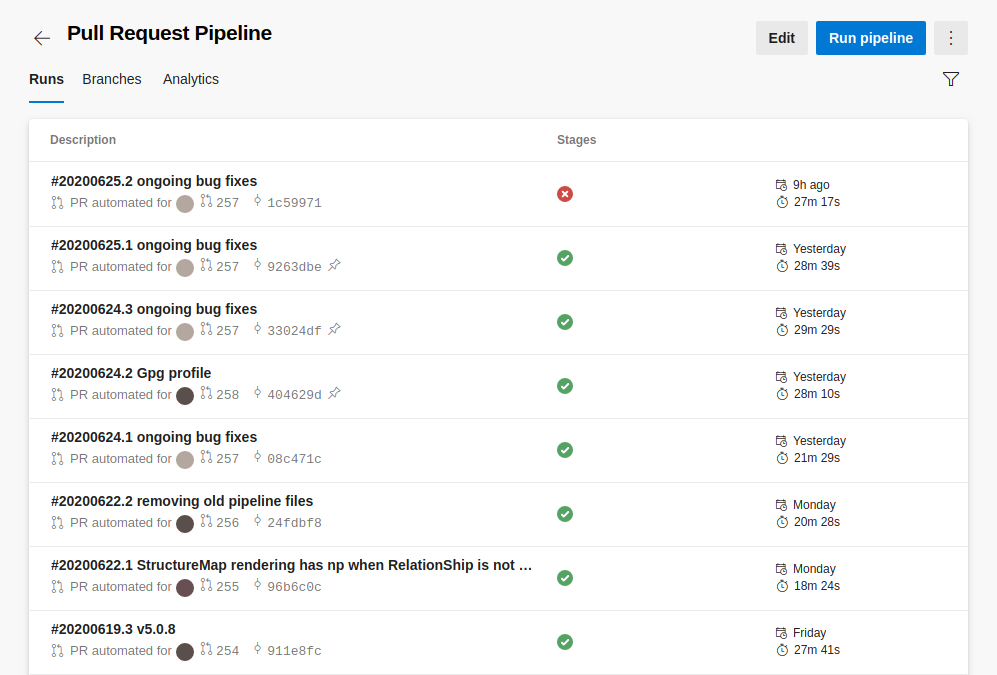 Pull Request Pipeline
Edit
Run pipeline
Runs Branches Analytics
Description Stages
#20200625.2 ongoing bug fixes
PR automated for 257 1c59971
9h ago
27m 17s
#20200625.1 ongoing bug fixes
PR automated for 257 9263dbe
Yesterday
28m 39s
#20200624.3 ongoing bug fixes
PR automated for 257 33024df
Yesterday
29m 29s
#20200624.2 Gpg profile
PR automated for 258 404629d
Yesterday
28m 10s
#20200624.1 ongoing bug fixes
PR automated for 257 08c471c
Yesterday
21m 29s
#20200622.2 removing old pipeline files
PR automated for 256 24fdbf8
Monday
20m 28s
#20200622.1 StructureMap rendering has np when RelationShip is not ...
PR automated for 255 96b6c0c
Monday
18m 24s
#20200619.3 v5.0.8
PR automated for 254 911e8fc
Friday
27m 41s